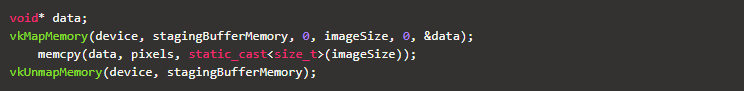 void* data;
vkMapMemory(device, stagingBufferMemory, 0, imageSize, 0, &data);
    memcpy(data, pixels, static_cast<size_t>(imageSize));
vkUnmapMemory(device, stagingBufferMemory);